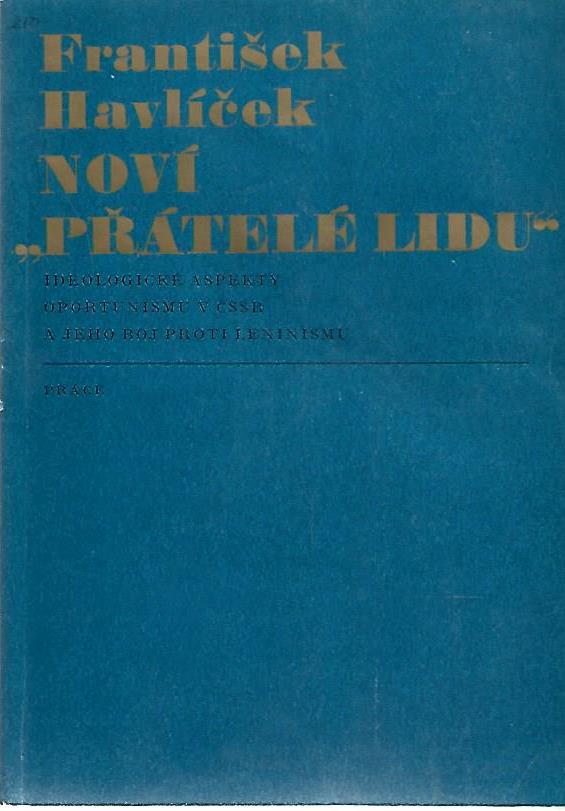 František
Havlíček
NOVÍ
„PŘÁTELÉ LIDU“
IDEOLOGICKÉ ASPEKTY
OPORTUNISMU V ČSSR
A JEHO BOJ PROTI LENINISMU
PRÁCE